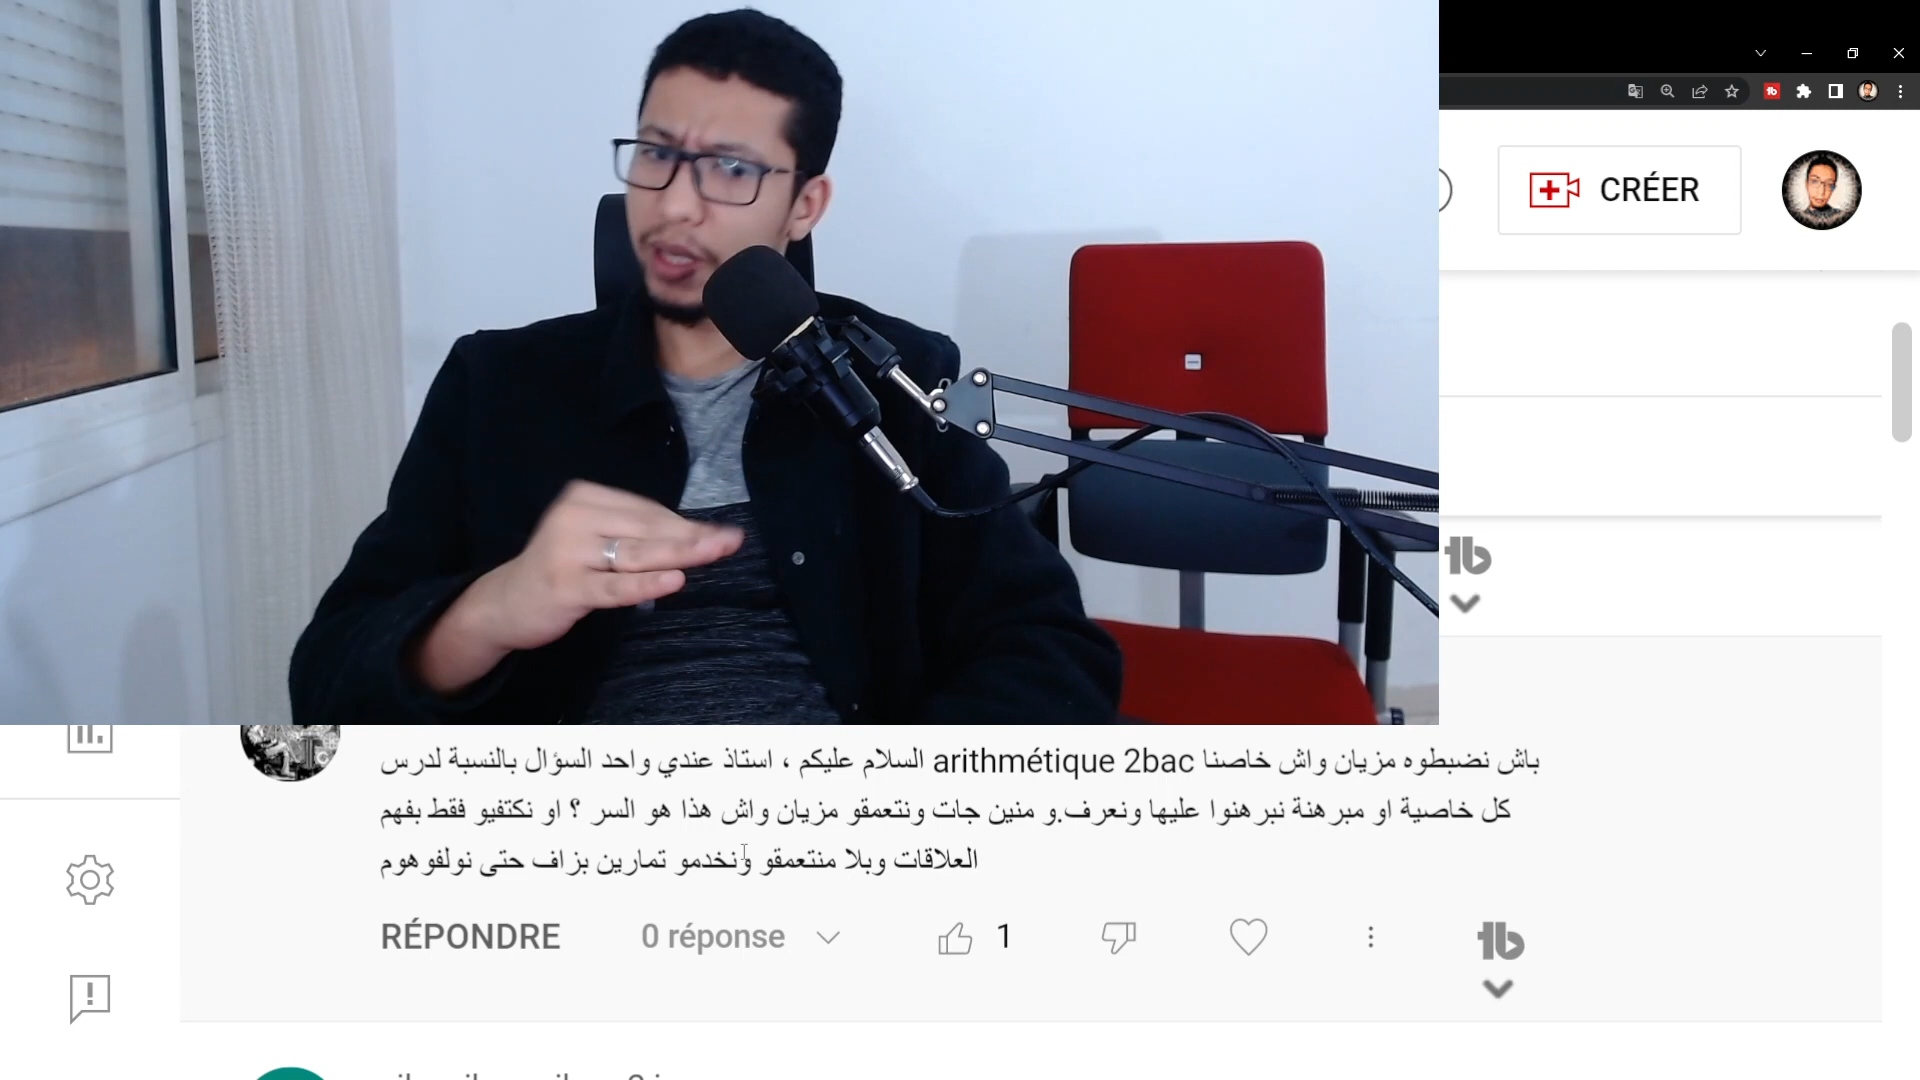 CRÉER
السلام عليكم ، استاذ عندي واحد السؤال بالنسبة لدرس arithmétique 2bac باش نضبطوه مزيان واش خاصنا
كل خاصية او مبرهنة نبرهنوا عليها ونعرف.و منين جات ونتعمقو مزيان واش هذا هو السر ؟ او نكتفيو فقط بفهم
العلاقات وبلا منتعمقو ونخدمو تمارين بزاف حتى نولفوهوم
RÉPONDRE 0 réponse 1